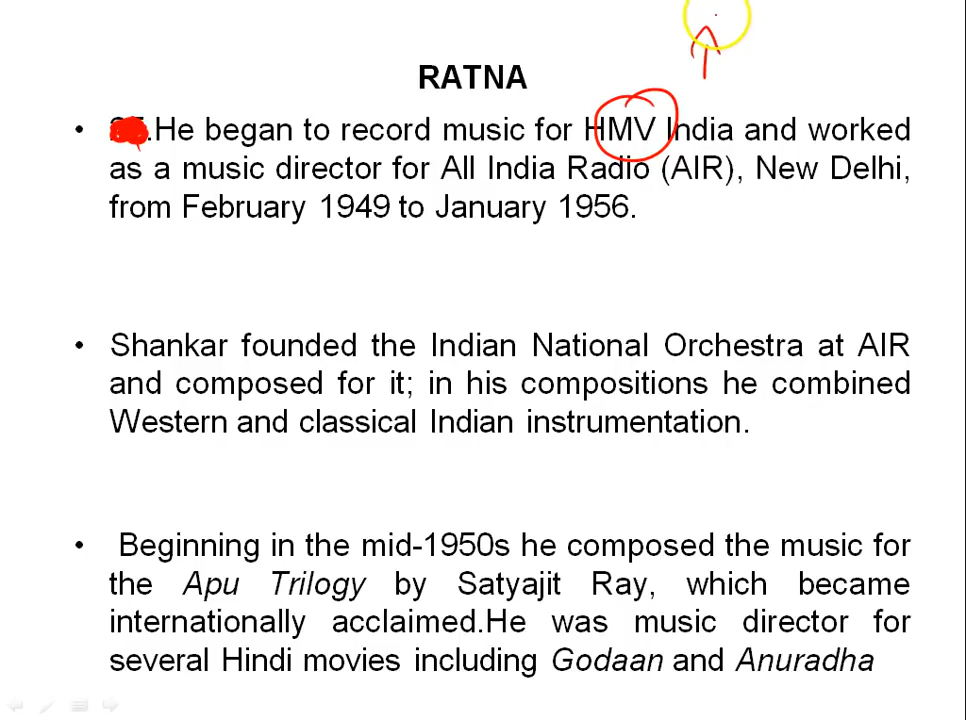 RATNA
• .He began to record music for HMV India and worked
as a music director for All India Radio (AIR), New Delhi,
from February 1949 to January 1956.
• Shankar founded the Indian National Orchestra at AIR
and composed for it; in his compositions he combined
Western and classical Indian instrumentation.
• Beginning in the mid-1950s he composed the music for
the Apu Trilogy by Satyajit Ray, which became
internationally acclaimed.He was music director for
several Hindi movies including Godaan and Anuradha